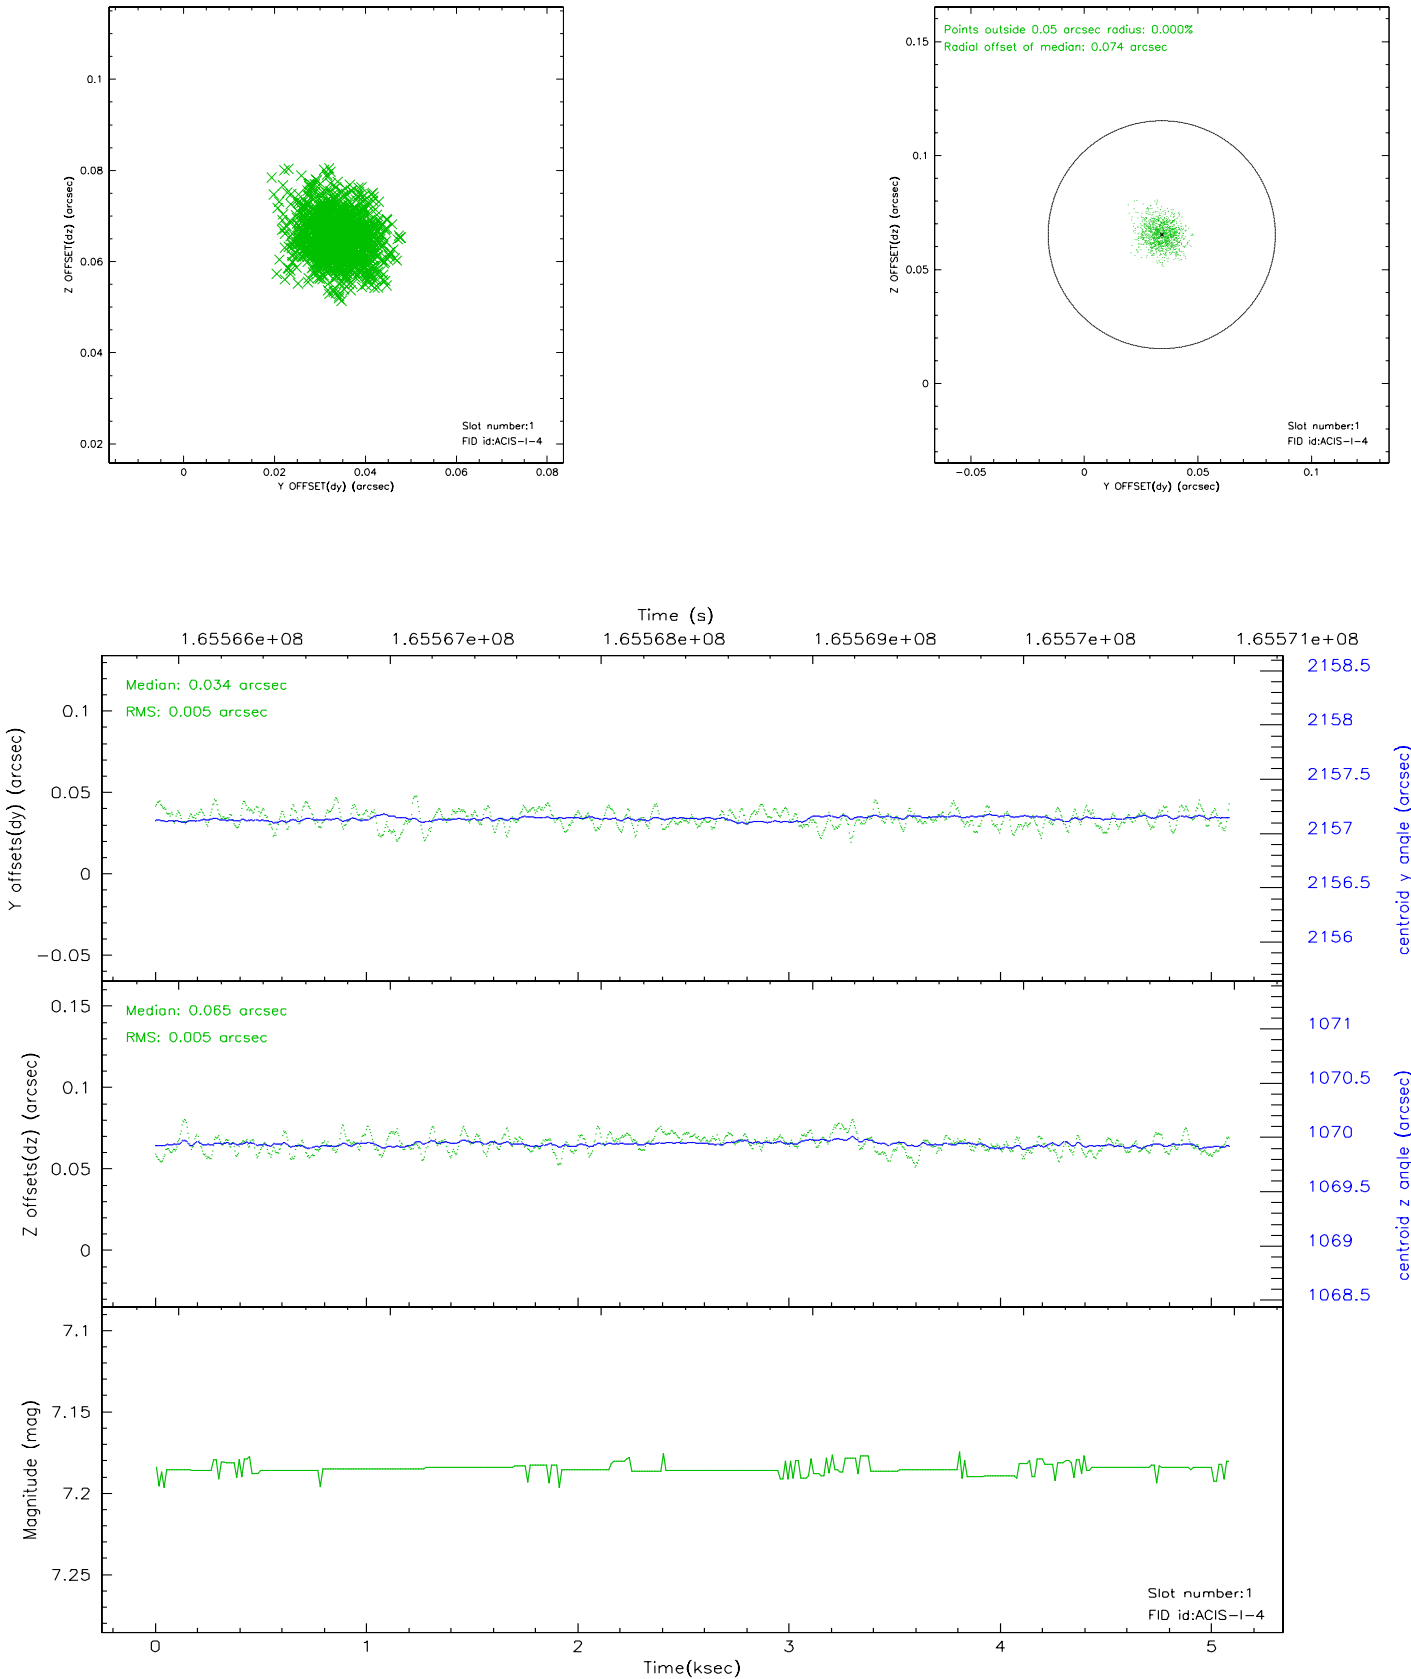 0.1
0.08
0.06
0.04
0.02
Z OFFSET(dz) (arcsec)
Slot number:1
FID id:ACIS-I-4
0 0.02 0.04 0.06 0.08
Y OFFSET(dy) (arcsec)
Points outside 0.05 arcsec radius: 0.000%
Radial offset of median: 0.074 arcsec
0.15
0.1
0.05
0
Z OFFSET(dz) (arcsec)
Slot number:1
FID id:ACIS-I-4
-0.05 0 0.05 0.1
Y OFFSET(dy) (arcsec)
Time (s)
1.65566e+08 1.65567e+08 1.65568e+08 1.65569e+08 1.6557e+08 1.65571e+08
Median: 0.034 arcsec
RMS: 0.005 arcsec
0.1
0.05
0
-0.05
Y offsets(dy) (arcsec)
2158.5
2158
2157.5
2157
2156.5
2156
centroid y angle (arcsec)
Median: 0.065 arcsec
RMS: 0.005 arcsec
0.15
0.1
0.05
0
Z offsets(dz) (arcsec)
1071
1070.5
1070
1069.5
1069
1068.5
centroid z angle (arcsec)
7.1
7.15
7.2
7.25
Magnitude (mag)
Slot number:1
FID id:ACIS-I-4
0 1 2 3 4 5
Time(ksec)